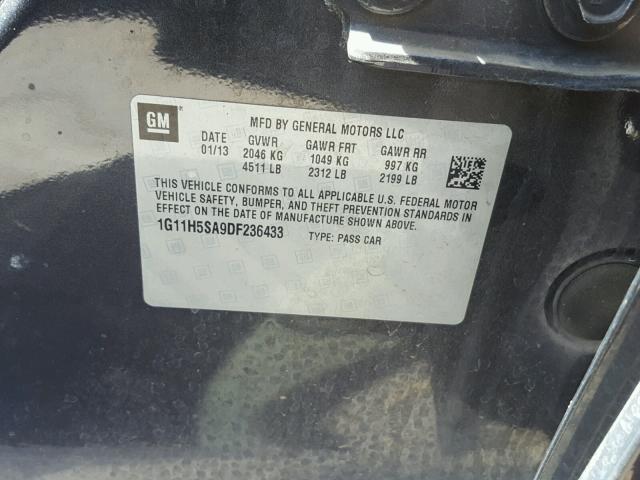 GM
MFD BY GENERAL MOTORS LLC
DATE GVWR GAWR FRT GAWR RR
01/13 2046 KG 1049 KG 997 KG
4511 LB 2312 LB 2199 LB
THIS VEHICLE CONFORMS TO ALL APPLICABLE U.S. FEDERAL MOTOR
VEHICLE SAFETY, BUMPER, AND THEFT PREVENTION STANDARDS IN
EFFECT ON THE DATE OF MANUFACTURE SHOWN ABOVE.
1G11H5SA9DF236433 TYPE: PASS CAR